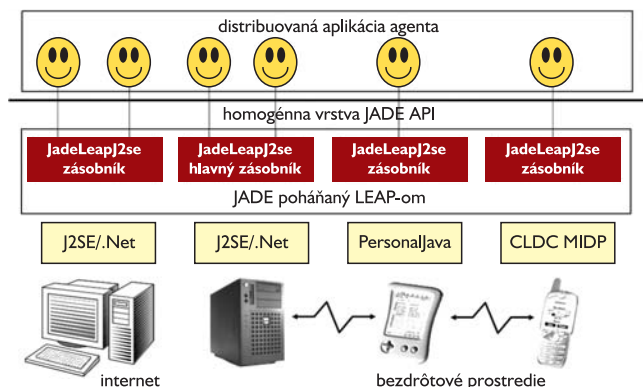 distribuovaná aplikácia agenta
homogénna vrstva JADE API
JadeLeapJ2se
zásobník
JadeLeapJ2se
hlavný zásobník
JadeLeapJ2se
zásobník
JadeLeapJ2se
zásobník
JADE poháňaný LEAP-om
J2SE/.Net
J2SE/.Net
PersonalJava
CLDC MIDP
internet
bezdrôtové prostredie